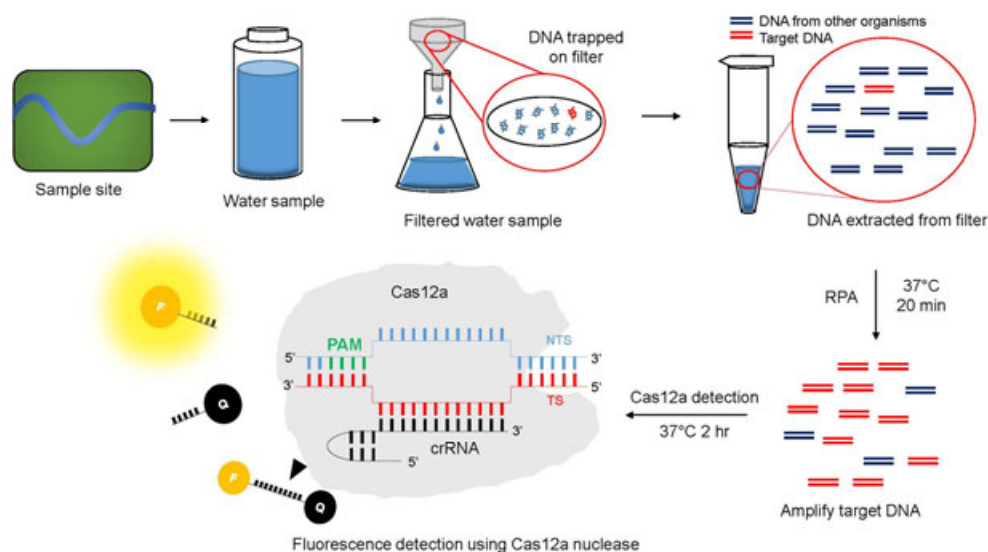 DNA from other organisms
Target DNA
DNA trapped
on filter
Sample site
Water sample
Filtered water sample
DNA extracted from filter
RPA
37°C
20 min
Cas12a
F
PAM
NTS
5'
3'
3'
5'
TS
Q
crRNA
3'
5'
F
Q
Cas12a detection
37°C 2 hr
Amplify target DNA
Fluorescence detection using Cas12a nuclease